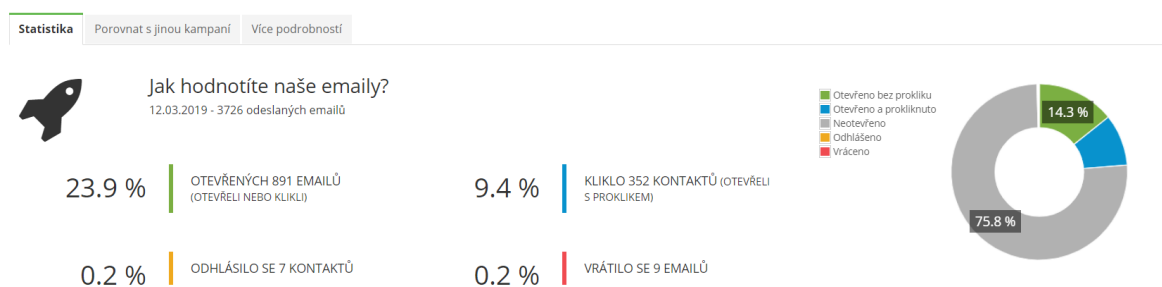 Statistika
Porovnat s jinou kampaní
Více podrobností
Jak hodnotíte naše emaily?
12.03.2019 - 3726 odeslaných emailů
23.9 %
OTEVŘENÝCH 891 EMAILŮ
(OTEVŘELI NEBO KLIKLI)
9.4 %
KLIKLO 352 KONTAKTŮ (OTEVŘELI
S PROKLIKEM)
0.2 %
ODHLÁSILO SE 7 KONTAKTŮ
0.2 %
VRÁTILO SE 9 EMAILŮ
Otevřeno bez prokliku
Otevřeno a prokliknuto
Neotevřeno
Odhlášeno
Vráceno
14.3 %
75.8 %